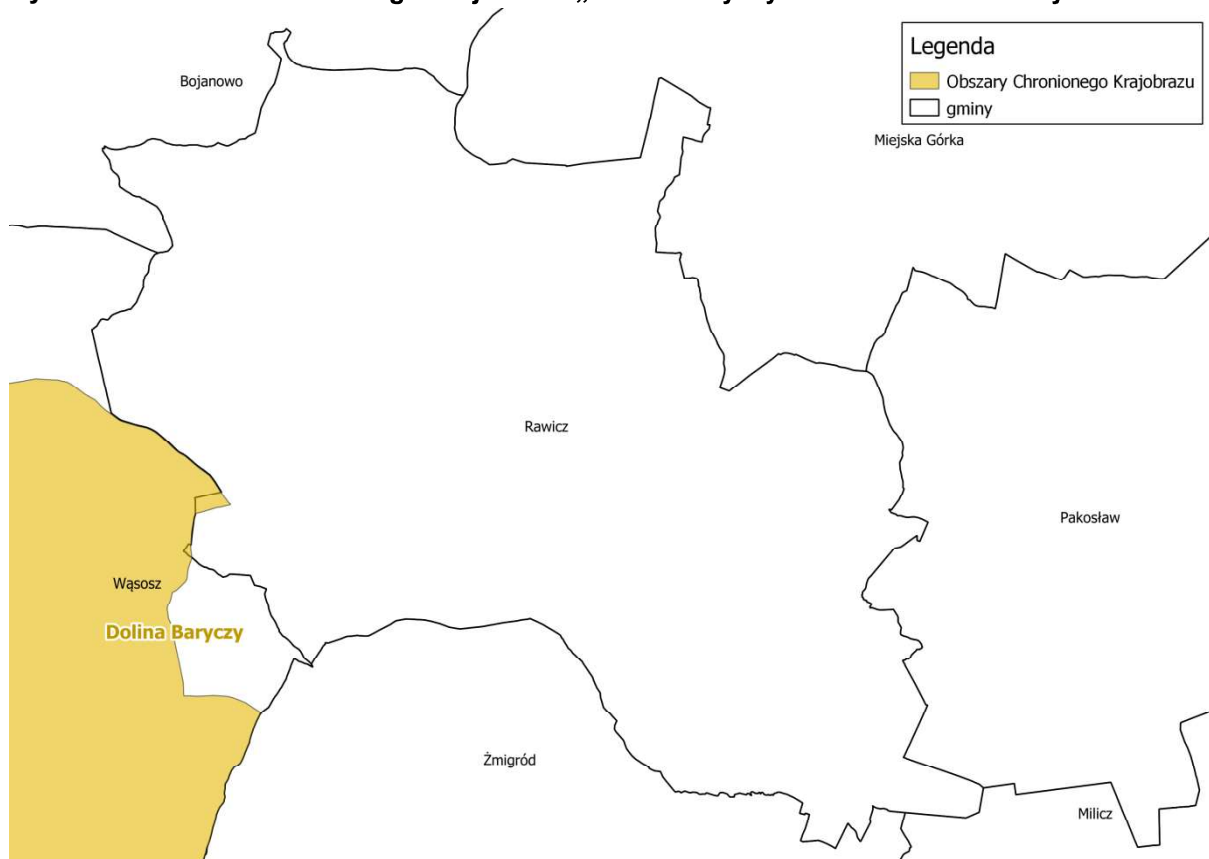 Legenda
Obszary Chronionego Krajobrazu
gminy
Bojanowo
Miejska Górka
Rawicz
Pakosław
Wąsosz
Dolina Baryczy
Żmigród
Milicz